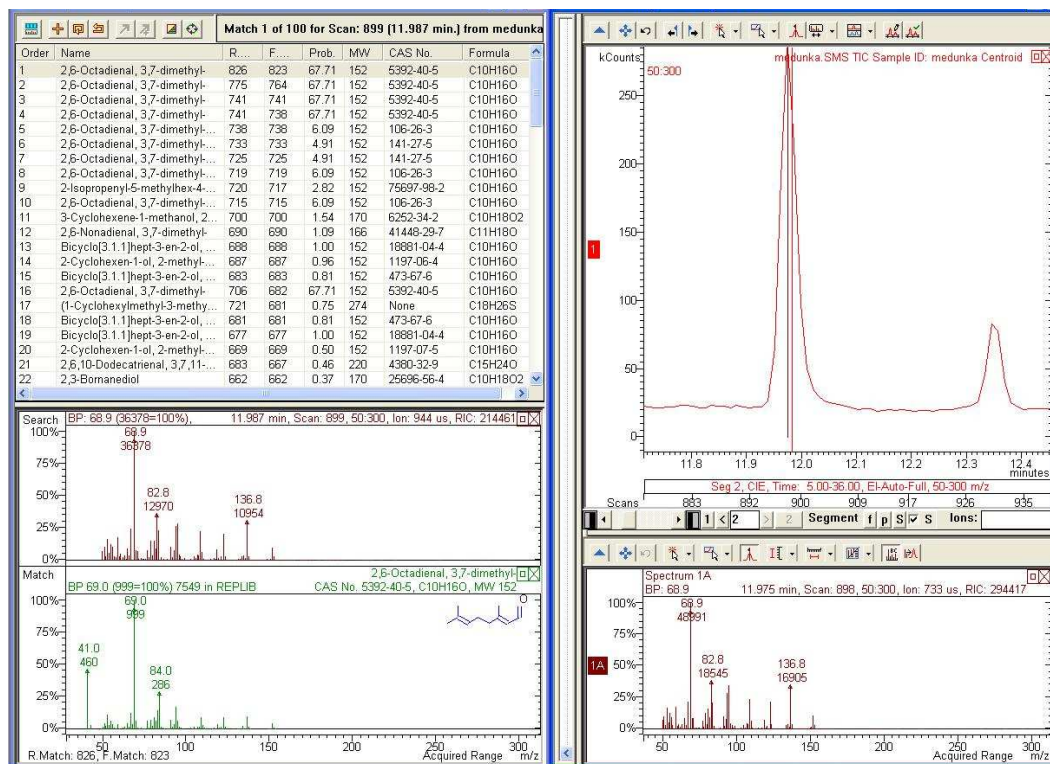 Match 1 of 100 for Scan: 899 (11.987 min.) from medunka
Order Name R.... F.... Prob. MW CAS No. Formula
1 2,6-Octadienal, 3,7-dimethyl- 826 823 67.71 152 5392-40-5 C10H16O
2 2,6-Octadienal, 3,7-dimethyl-... 775 764 67.71 152 5392-40-5 C10H16O
3 2,6-Octadienal, 3,7-dimethyl-... 741 741 67.71 152 5392-40-5 C10H16O
4 2,6-Octadienal, 3,7-dimethyl-... 741 738 67.71 152 5392-40-5 C10H16O
5 2,6-Octadienal, 3,7-dimethyl-... 738 738 6.09 152 106-26-3 C10H16O
6 2,6-Octadienal, 3,7-dimethyl-... 733 733 4.91 152 141-27-5 C10H16O
7 2,6-Octadienal, 3,7-dimethyl-... 725 725 4.91 152 141-27-5 C10H16O
8 2,6-Octadienal, 3,7-dimethyl-... 719 719 6.09 152 106-26-3 C10H16O
9 2-Isopropenyl-5-methylhex-4-... 720 717 2.82 152 75697-98-2 C10H16O
10 2,6-Octadienal, 3,7-dimethyl-... 715 715 6.09 152 106-26-3 C10H16O
11 3-Cyclohexene-1-methanol, 2... 700 700 1.54 170 6252-34-2 C10H18O2
12 2,6-Nonadienal, 3,7-dimethyl- 690 690 1.09 166 41448-29-7 C11H18O
13 Bicyclo[3.1.1]hept-3-en-2-ol, ... 688 688 1.00 152 18881-04-4 C10H16O
14 2-Cyclohexen-1-ol, 2-methyl-... 687 687 0.96 152 1197-06-4 C10H16O
15 Bicyclo[3.1.1]hept-3-en-2-ol, ... 683 683 0.81 152 473-67-6 C10H16O
16 2,6-Octadienal, 3,7-dimethyl-... 706 682 67.71 152 5392-40-5 C10H16O
17 (1-Cyclohexylmethyl-3-methy... 721 681 0.75 274 None C18H26S
18 Bicyclo[3.1.1]hept-3-en-2-ol, ... 681 681 0.81 152 473-67-6 C10H16O
19 Bicyclo[3.1.1]hept-3-en-2-ol, ... 677 677 1.00 152 18881-04-4 C10H16O
20 2-Cyclohexen-1-ol, 2-methyl-... 669 669 0.50 152 1197-07-5 C10H16O
21 2,6,10-Dodecatrienal, 3,7,11-... 683 667 0.46 220 4380-32-9 C15H24O
22 2,3-Bornanediol 662 662 0.37 170 25696-56-4 C10H18O2
Search BP: 68.9 (36378=100%), 11.987 min, Scan: 899, 50:300, Ion: 944 us, RIC: 214461
100%
75%
50%
25%
0%
68.9
36378
82.8
12970
136.8
10954
Match 2,6-Octadienal, 3,7-dimethyl-
BP 69.0 (999=100%) 7549 in REPLIB CAS No. 5392-40-5, C10H16O, MW 152
100%
75%
50%
25%
0%
69.0
999
41.0
460
84.0
286
O
50 100 150 200 250 300
R.Match: 826, F.Match: 823 Acquired Range m/z
kCounts medunka.SMS TIC Sample ID: medunka Centroid
50:300
250
200
150
100
50
0
1
11.8 11.9 12.0 12.1 12.2 12.3 12.4
minutes
Seg 2, CIE, Time: 5.00-36.00, EI-Auto-Full, 50-300 m/z
Scans 883 892 900 909 917 926 935
1 < 2 > 2 Segment f p S S Ions:
Spectrum 1A
BP: 68.9 11.975 min, Scan: 898, 50:300, Ion: 733 us, RIC: 294417
100%
75%
50%
25%
0%
68.9
48991
82.8
18545
136.8
16905
1A
50 100 150 200 250 300
Acquired Range m/z